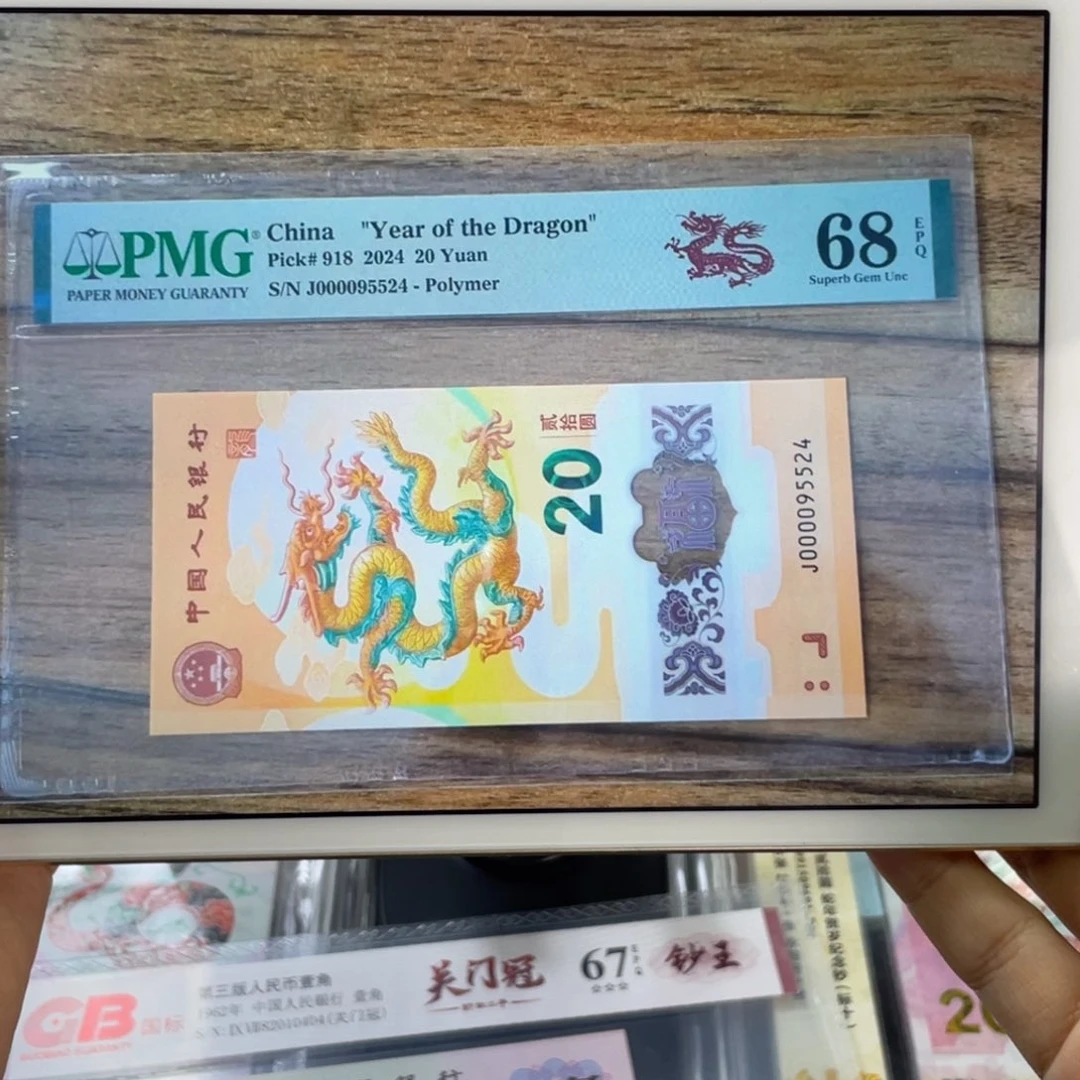 PMG®
PAPER MONEY GUARANTY
China "Year of the Dragon"
Pick# 918 2024 20 Yuan
S/N J000095524 - Polymer
68
EPQ
Superb Gem Unc
中国人民银行
贰拾圆
20
J000095524
GB
国标
第三版人民币壹角
1962年 中国人民银行 壹角
关门冠
67
钞王